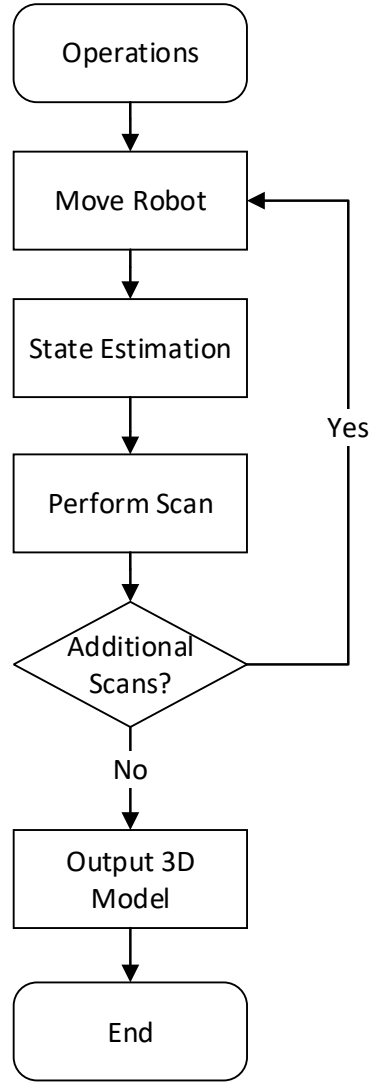 Operations
Move Robot
State Estimation
Yes
Perform Scan
Additional
Scans?
No
Output 3D
Model
End